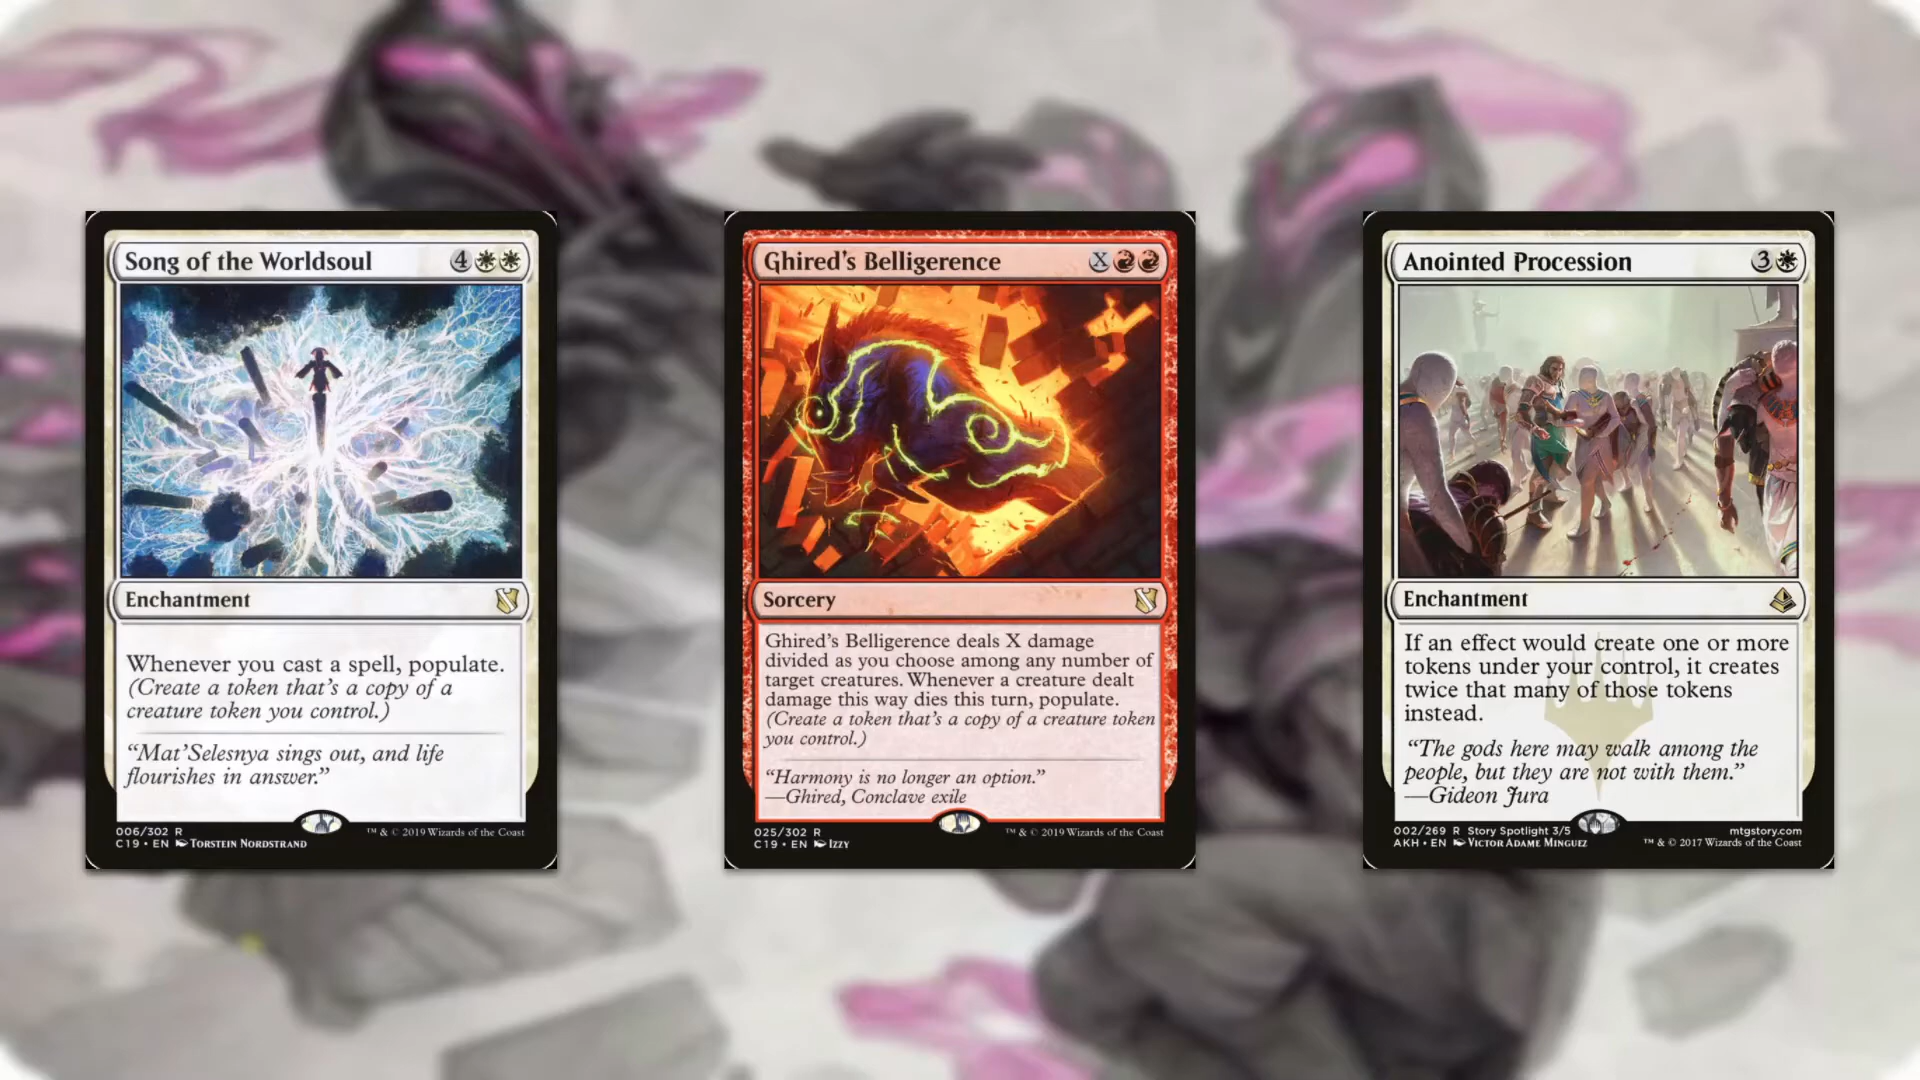 Song of the Worldsoul 4
Enchantment
Whenever you cast a spell, populate.
(Create a token that's a copy of a
creature token you control.)
"Mat'Selesnya sings out, and life
flourishes in answer."
006/302 R
C19 • EN Torstein Nordstrand
™ & © 2019 Wizards of the Coast
Ghired's Belligerence X
Sorcery
Ghired's Belligerence deals X damage
divided as you choose among any number of
target creatures. Whenever a creature dealt
damage this way dies this turn, populate.
(Create a token that's a copy of a creature token
you control.)
"Harmony is no longer an option."
—Ghired, Conclave exile
025/302 R
C19 • EN Izzy
™ & © 2019 Wizards of the Coast
Anointed Procession 3
Enchantment
If an effect would create one or more
tokens under your control, it creates
twice that many of those tokens
instead.
"The gods here may walk among the
people, but they are not with them."
—Gideon Jura
002/269 R Story Spotlight 3/5
AKH • EN Victor Adame Minguez
mtgstory.com
™ & © 2017 Wizards of the Coast